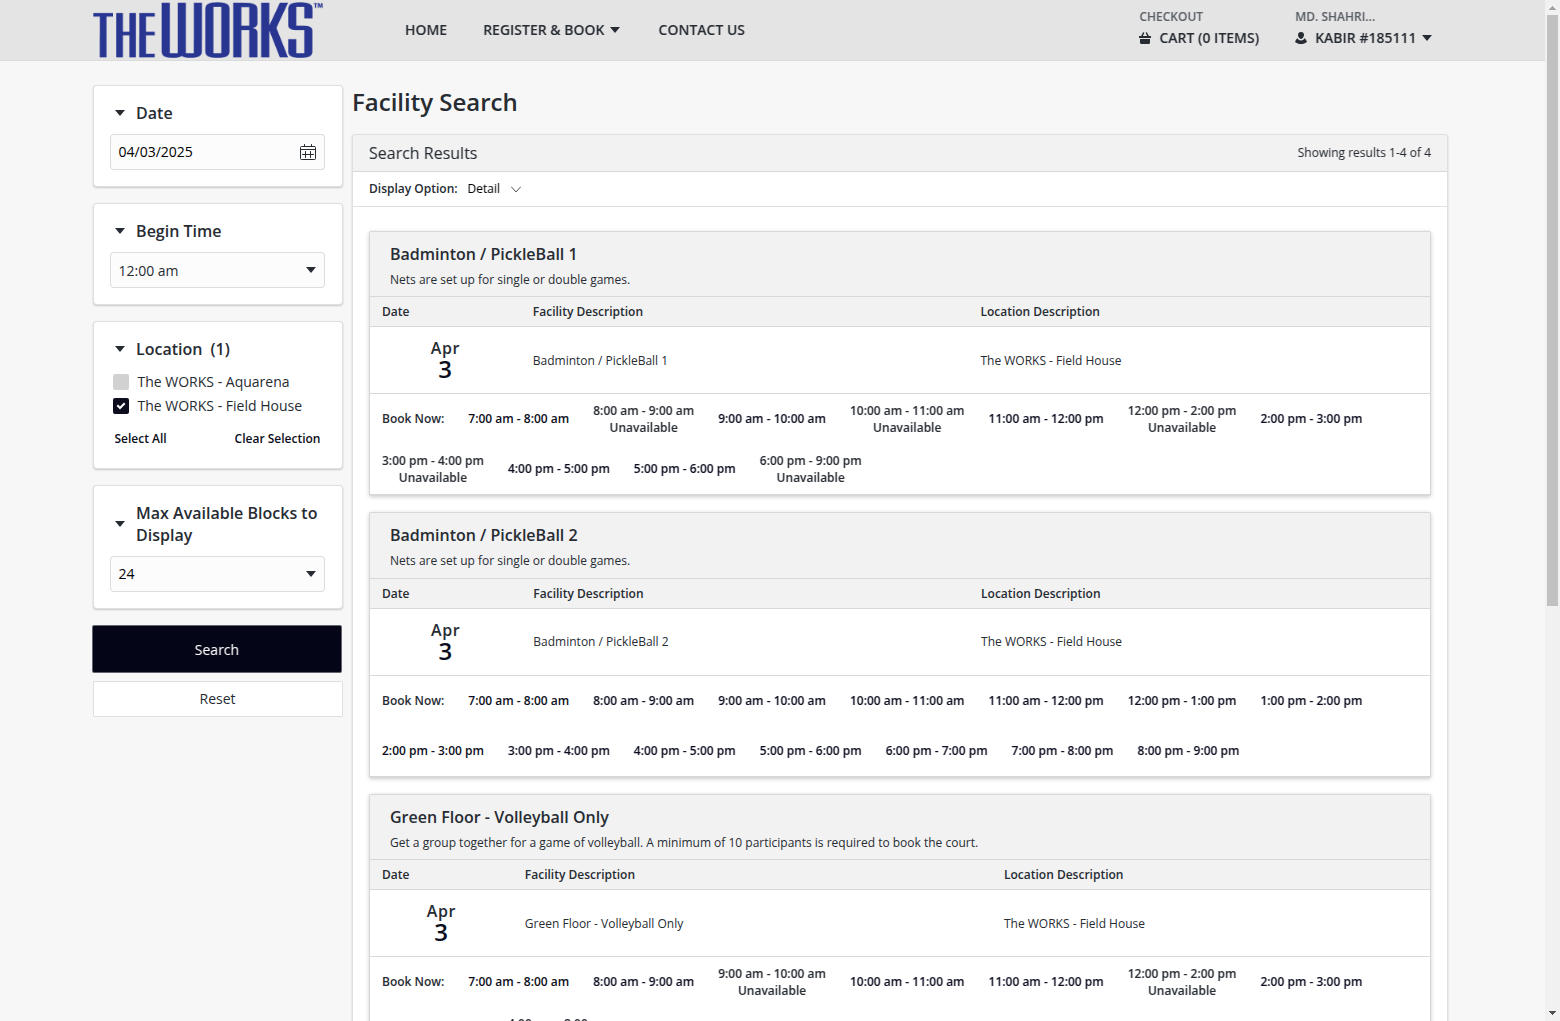 THE WORKS™
HOME
REGISTER & BOOK
CONTACT US
CHECKOUT
CART (0 ITEMS)
MD. SHAHRI...
KABIR #185111
Date
04/03/2025
Begin Time
12:00 am
Location (1)
The WORKS - Aquarena
The WORKS - Field House
Select All Clear Selection
Max Available Blocks to
Display
24
Search
Reset
Facility Search
Search Results Showing results 1-4 of 4
Display Option: Detail
Badminton / PickleBall 1
Nets are set up for single or double games.
Date Facility Description Location Description
Apr
3
Badminton / PickleBall 1 The WORKS - Field House
Book Now: 7:00 am - 8:00 am 8:00 am - 9:00 am 9:00 am - 10:00 am 10:00 am - 11:00 am 11:00 am - 12:00 pm 12:00 pm - 2:00 pm 2:00 pm - 3:00 pm
Unavailable Unavailable Unavailable
3:00 pm - 4:00 pm 4:00 pm - 5:00 pm 5:00 pm - 6:00 pm 6:00 pm - 9:00 pm
Unavailable Unavailable
Badminton / PickleBall 2
Nets are set up for single or double games.
Date Facility Description Location Description
Apr
3
Badminton / PickleBall 2 The WORKS - Field House
Book Now: 7:00 am - 8:00 am 8:00 am - 9:00 am 9:00 am - 10:00 am 10:00 am - 11:00 am 11:00 am - 12:00 pm 12:00 pm - 1:00 pm 1:00 pm - 2:00 pm
2:00 pm - 3:00 pm 3:00 pm - 4:00 pm 4:00 pm - 5:00 pm 5:00 pm - 6:00 pm 6:00 pm - 7:00 pm 7:00 pm - 8:00 pm 8:00 pm - 9:00 pm
Green Floor - Volleyball Only
Get a group together for a game of volleyball. A minimum of 10 participants is required to book the court.
Date Facility Description Location Description
Apr
3
Green Floor - Volleyball Only The WORKS - Field House
Book Now: 7:00 am - 8:00 am 8:00 am - 9:00 am 9:00 am - 10:00 am 10:00 am - 11:00 am 11:00 am - 12:00 pm 12:00 pm - 2:00 pm 2:00 pm - 3:00 pm
Unavailable Unavailable